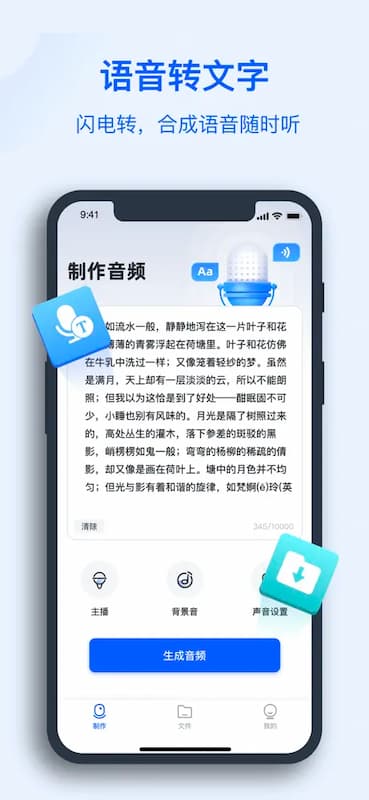 语音转文字
闪电转，合成语音随时听
9:41
制作音频
Aa
T
如流水一般，静静地泻在这一片叶子和花
薄薄的青雾浮起在荷塘里。叶子和花仿佛
在牛乳中洗过一样；又像笼着轻纱的梦。虽然
是满月，天上却有一层淡淡的云，所以不能朗
照；但我以为这恰是到了好处——酣眠固不可
少，小睡也别有风味的。月光是隔了树照过来
的，高处丛生的灌木，落下参差的斑驳的黑
影，峭楞楞如鬼一般；弯弯的杨柳的稀疏的倩
影，却又像是画在荷叶上。塘中的月色并不均
匀；但光与影有着和谐的旋律，如梵婀(ē)玲(英
清除
345/10000
主播
背景音
声音设置
生成音频
制作
文件
我的